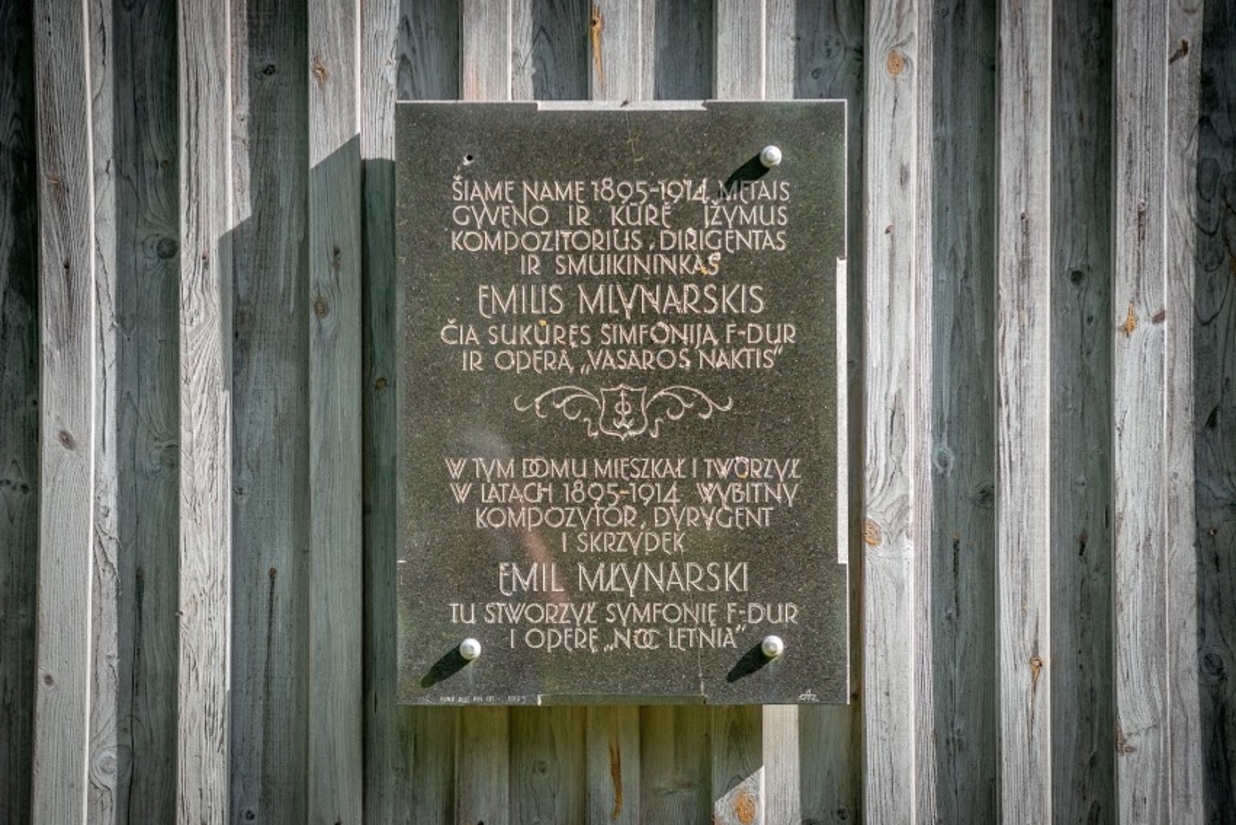 ŠIAME NAME 1895-1914 METAIS
GYVENO IR KŪRĖ ĮŽYMUS
KOMPOZITORIUS, DIRIGENTAS
IR SMUIKININKAS
EMILIS MLYNARSKIS
ČIA SUKŪRĘS SIMFONIJĄ F-DUR
IR OPERĄ „VASAROS NAKTIS"
W TYM DOMU MIESZKAŁ I TWORZYŁ
W LATACH 1895-1914 WYBITNY
KOMPOZYTOR, DYRYGENT
I SKRZYPEK
EMIL MŁYNARSKI
TU STWORZYŁ SYMFONIĘ F-DUR
I OPERĘ „NOC LETNIA"